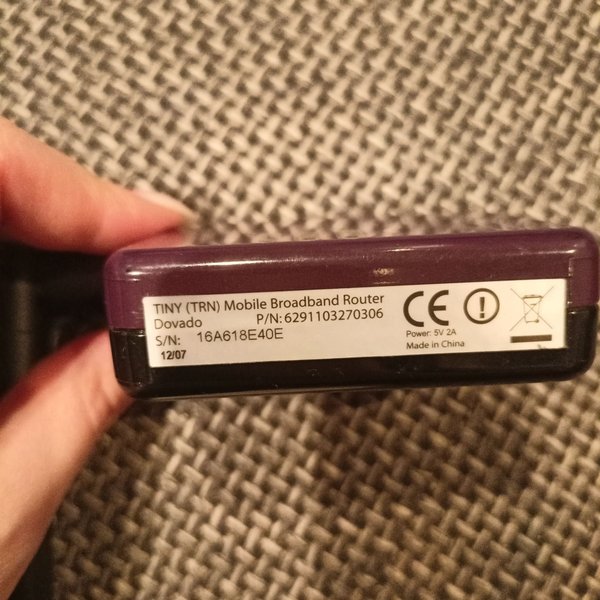 TINY (TRN) Mobile Broadband Router
Dovado P/N: 6291103270306
S/N: 16A618E40E
12/07
CE
Power: 5V 2A
Made in China